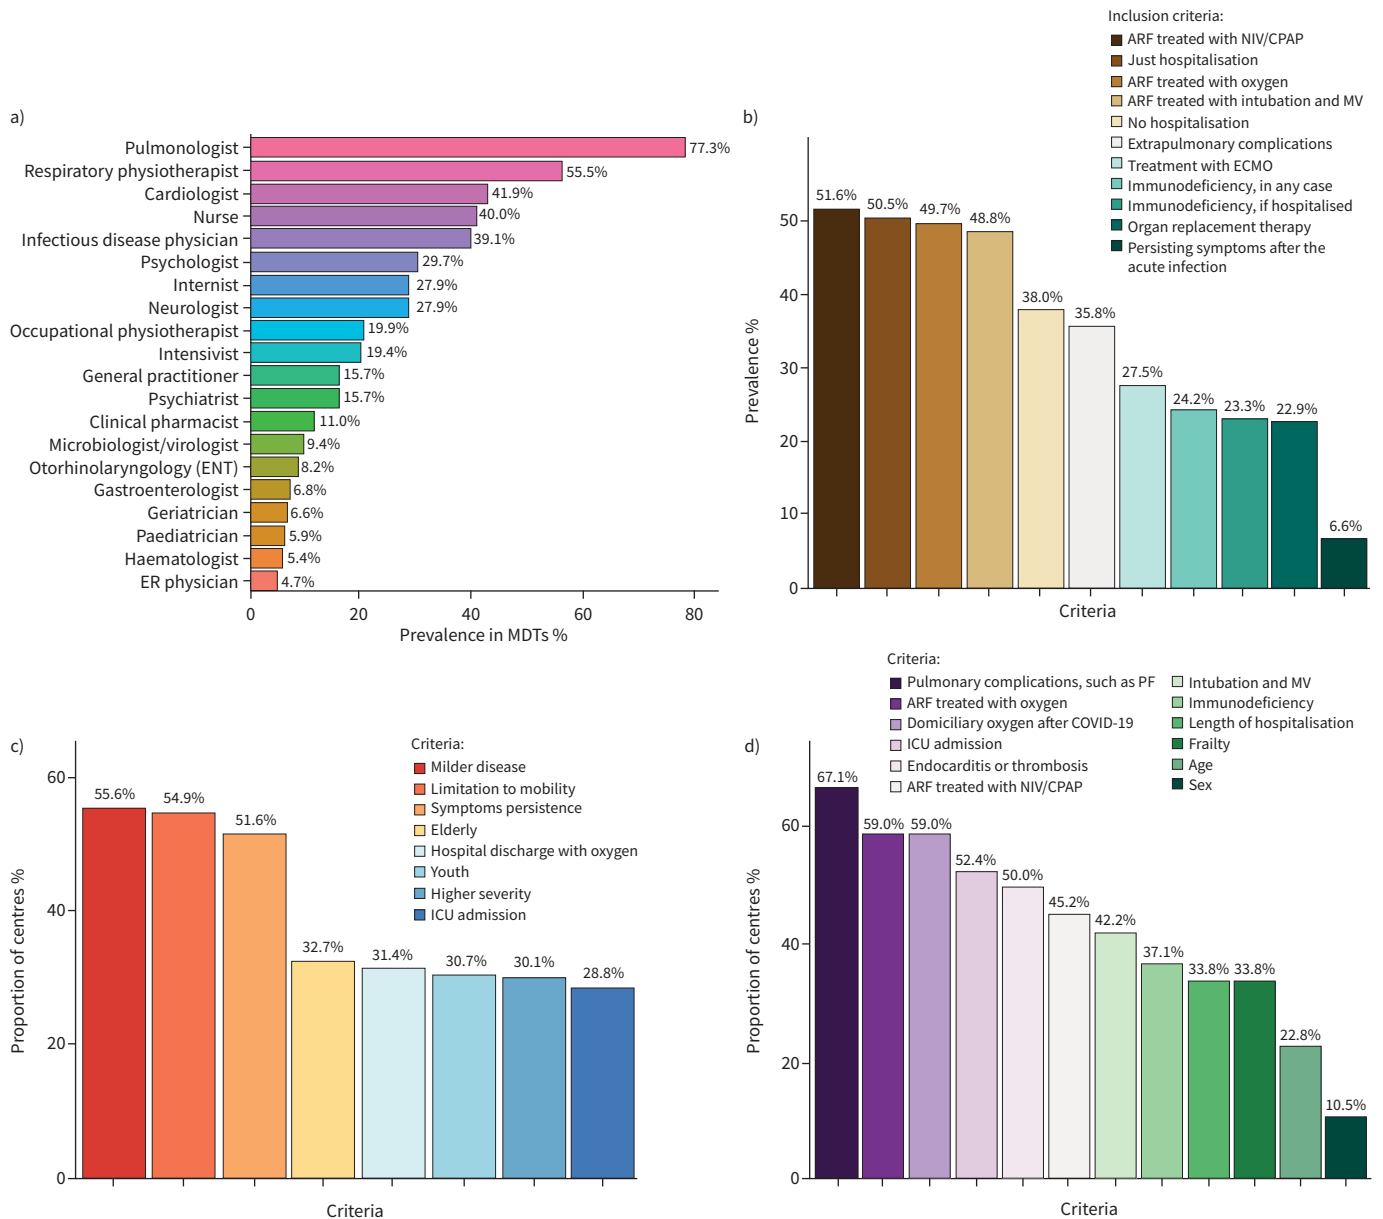 a)
Pulmonologist 77.3%
Respiratory physiotherapist 55.5%
Cardiologist 41.9%
Nurse 40.0%
Infectious disease physician 39.1%
Psychologist 29.7%
Internist 27.9%
Neurologist 27.9%
Occupational physiotherapist 19.9%
Intensivist 19.4%
General practitioner 15.7%
Psychiatrist 15.7%
Clinical pharmacist 11.0%
Microbiologist/virologist 9.4%
Otorhinolaryngology (ENT) 8.2%
Gastroenterologist 6.8%
Geriatrician 6.6%
Paediatrician 5.9%
Haematologist 5.4%
ER physician 4.7%
0 20 40 60 80
Prevalence in MDTs %
b)
Inclusion criteria:
ARF treated with NIV/CPAP
Just hospitalisation
ARF treated with oxygen
ARF treated with intubation and MV
No hospitalisation
Extrapulmonary complications
Treatment with ECMO
Immunodeficiency, in any case
Immunodeficiency, if hospitalised
Organ replacement therapy
Persisting symptoms after the
acute infection
Prevalence %
50
40
30
20
10
0
51.6% 50.5% 49.7% 48.8% 38.0% 35.8% 27.5% 24.2% 23.3% 22.9% 6.6%
Criteria
c)
Criteria:
Milder disease
Limitation to mobility
Symptoms persistence
Elderly
Hospital discharge with oxygen
Youth
Higher severity
ICU admission
Proportion of centres %
60
40
20
0
55.6% 54.9% 51.6% 32.7% 31.4% 30.7% 30.1% 28.8%
Criteria
d)
Criteria:
Pulmonary complications, such as PF
ARF treated with oxygen
Domiciliary oxygen after COVID-19
ICU admission
Endocarditis or thrombosis
ARF treated with NIV/CPAP
Intubation and MV
Immunodeficiency
Length of hospitalisation
Frailty
Age
Sex
Proportion of centres %
60
40
20
0
67.1% 59.0% 59.0% 52.4% 50.0% 45.2% 42.2% 37.1% 33.8% 33.8% 22.8% 10.5%
Criteria